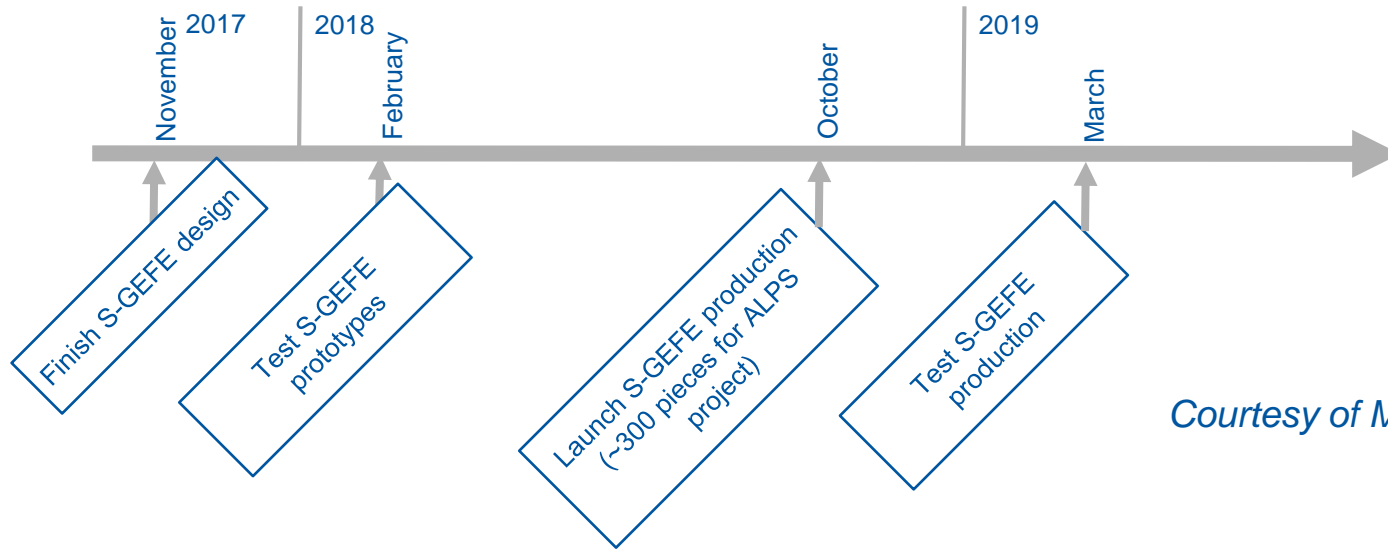 2017
2018
2019
November
February
October
March
Finish S-GEFE design
Test S-GEFE
prototypes
Launch S-GEFE production
(~300 pieces for ALPS
project)
Test S-GEFE
production
Courtesy of M